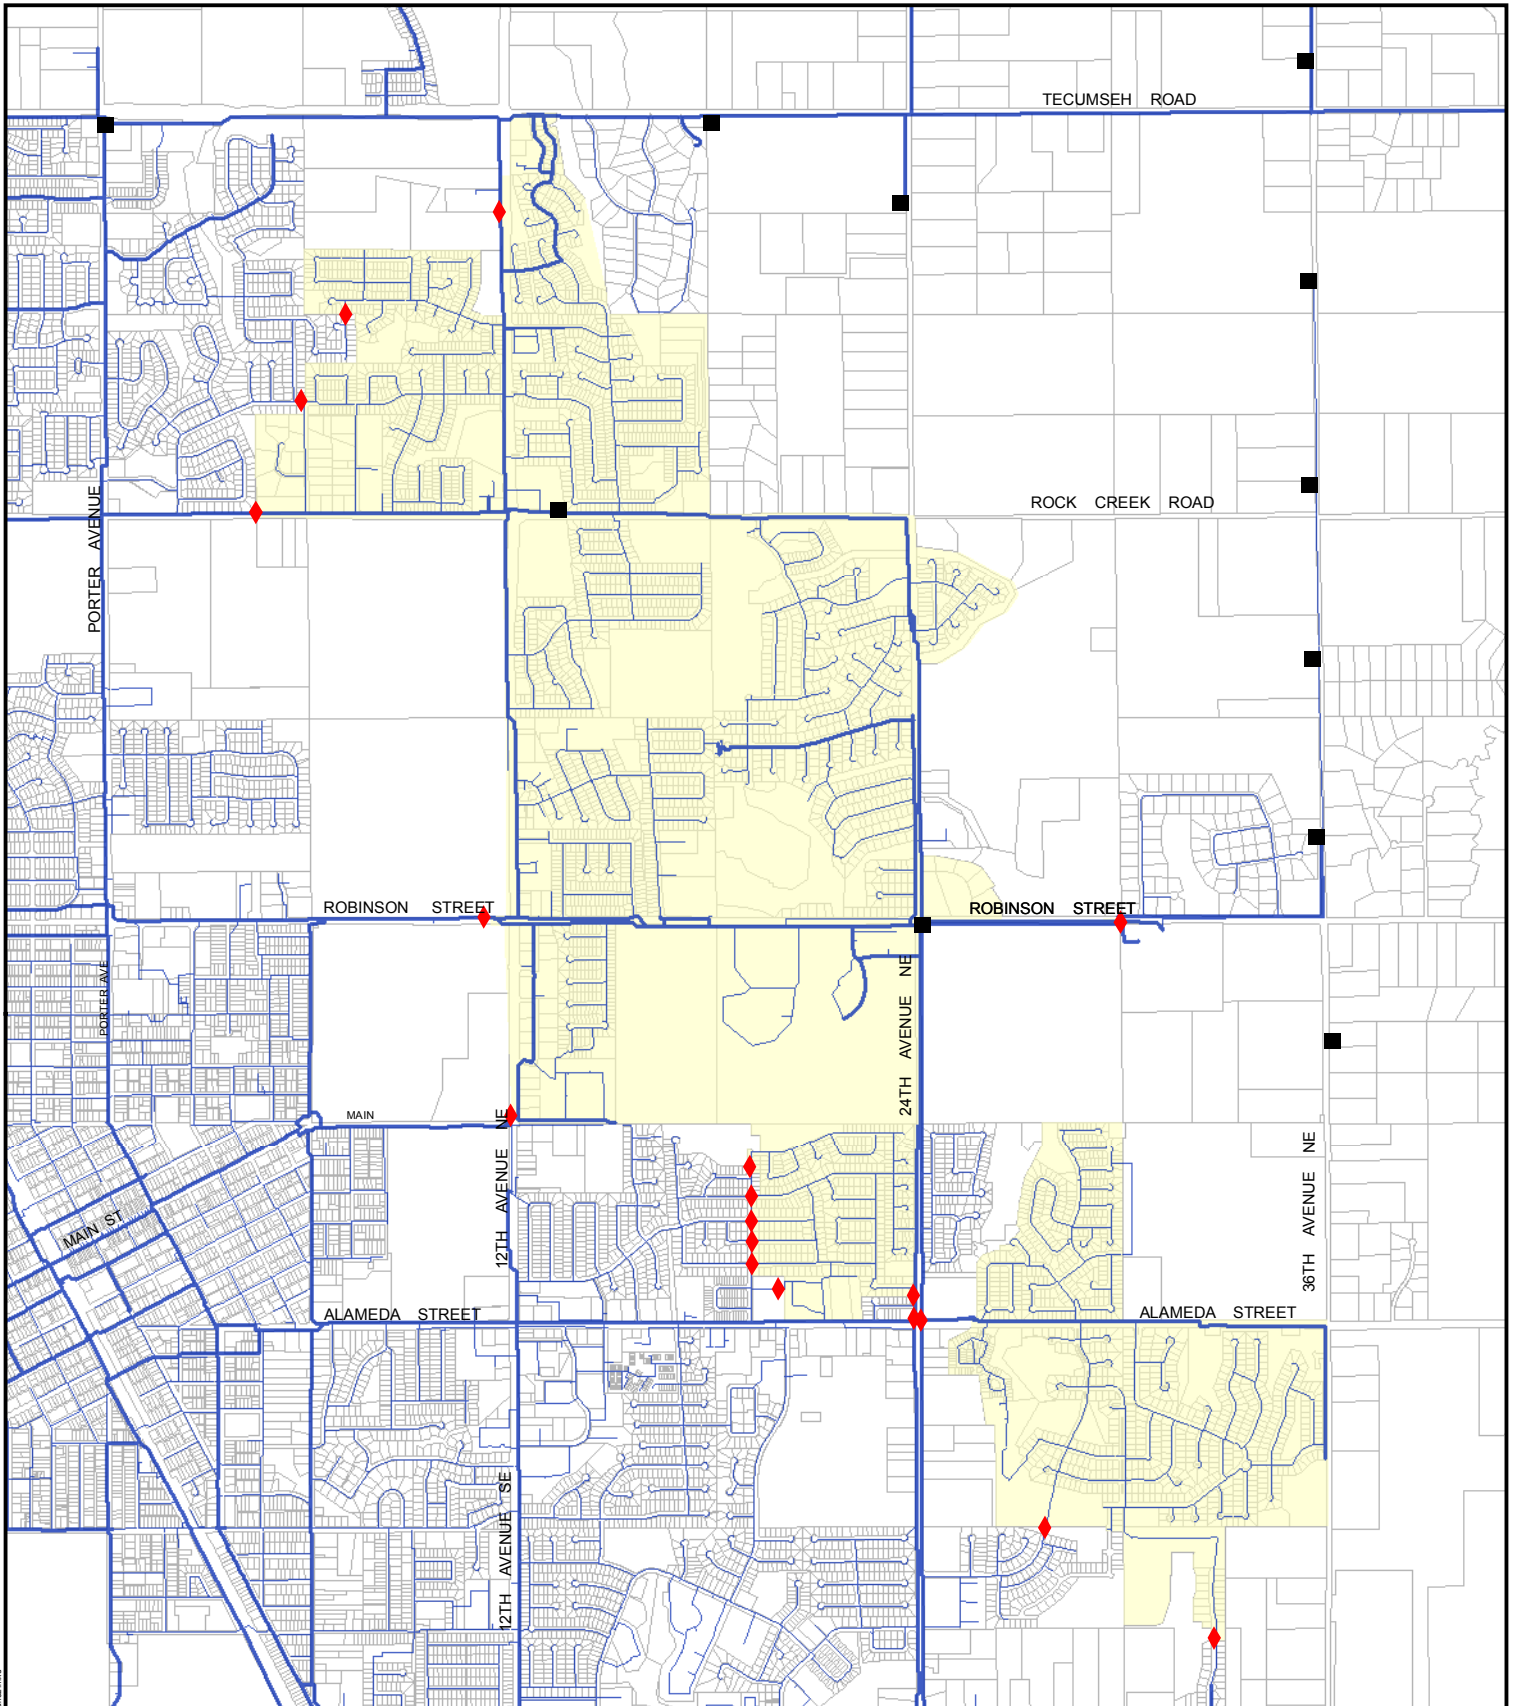 TECUMSEH ROAD
ROCK CREEK ROAD
PORTER AVENUE
ROBINSON STREET
ROBINSON STREET
PORTER AVE
24TH AVENUE NE
MAIN
12TH AVENUE NE
36TH AVENUE NE
MAIN ST
ALAMEDA STREET
ALAMEDA STREET
12TH AVENUE SE